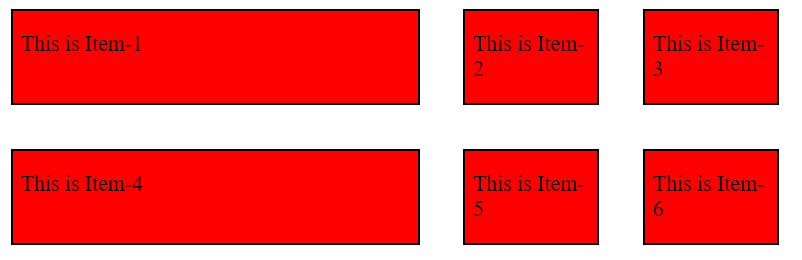 This is Item-1
This is Item-
2
This is Item-
3
This is Item-4
This is Item-
5
This is Item-
6